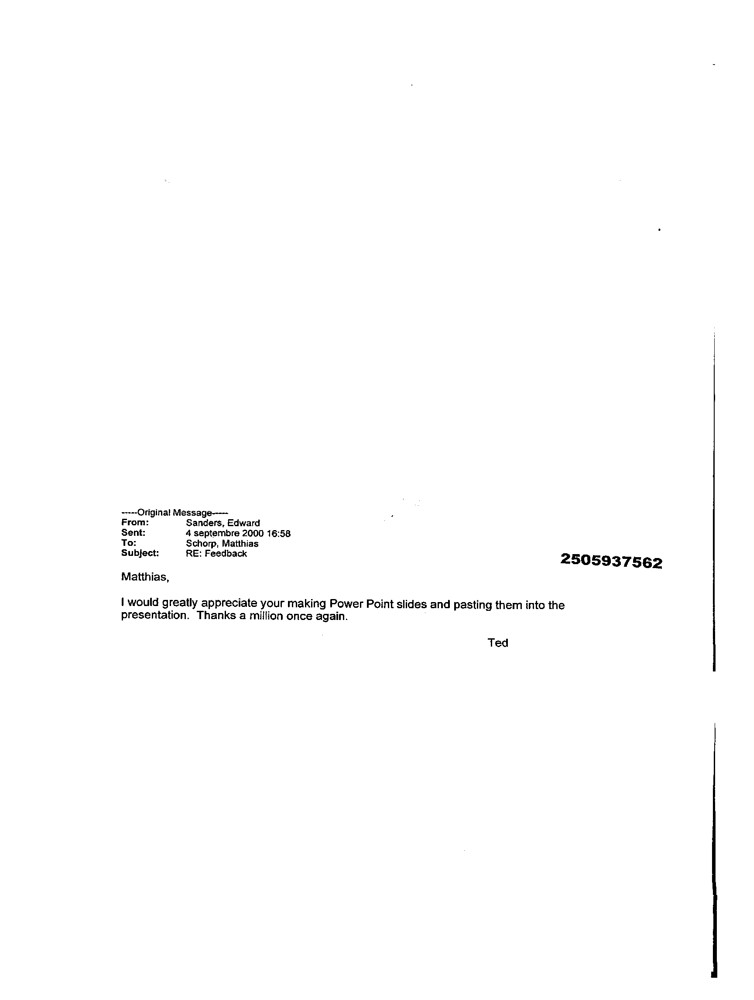 -----Original Message-----
From: Sanders, Edward
Sent: 4 septembre 2000 16:58
To: Schorp, Matthias
Subject: RE: Feedback
2505937562
Matthias,
I would greatly appreciate your making Power Point slides and pasting them into the
presentation. Thanks a million once again.
Ted